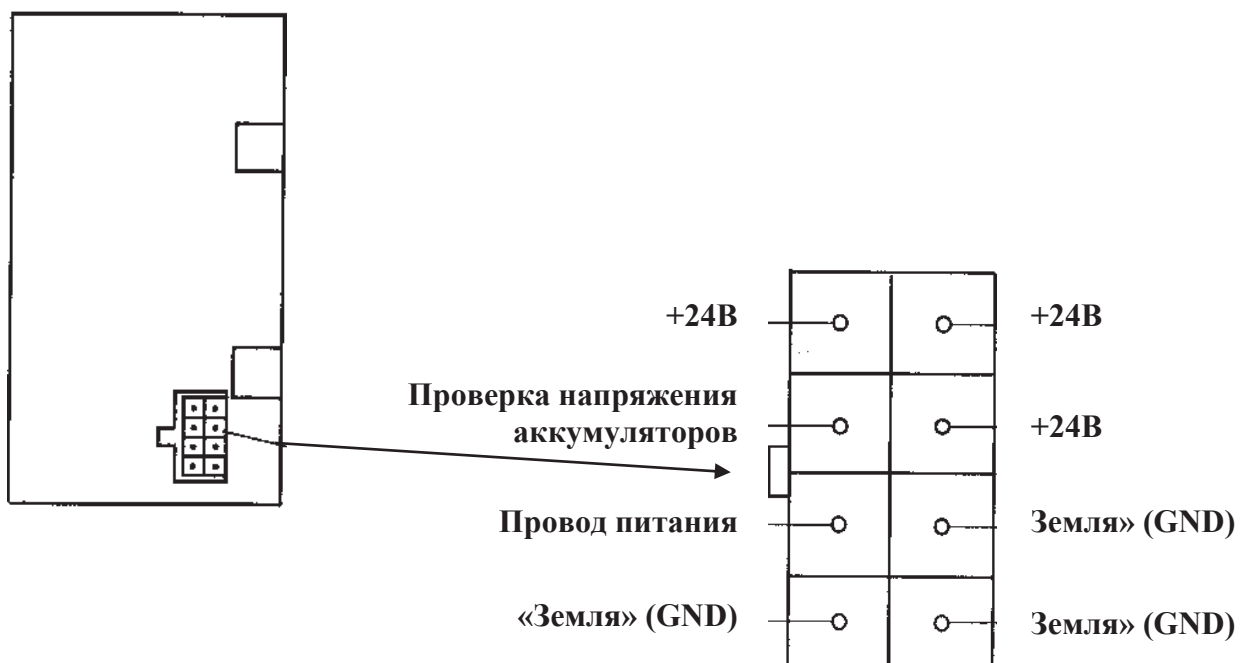 +24В
+24В
Проверка напряжения
аккумуляторов
+24В
Провод питания
Земля» (GND)
«Земля» (GND)
Земля» (GND)